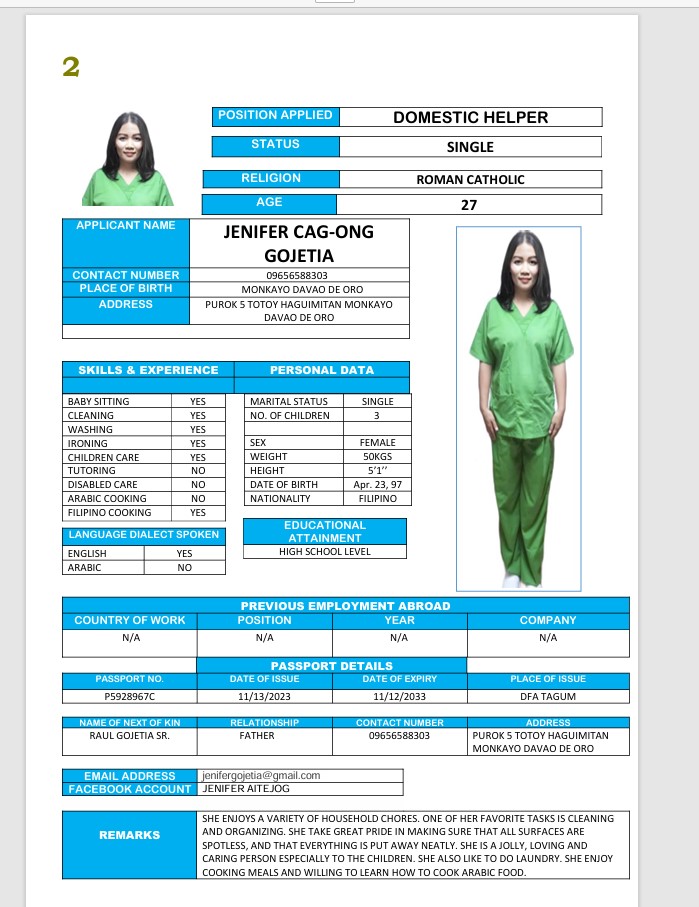 2
POSITION APPLIED DOMESTIC HELPER
STATUS SINGLE
RELIGION ROMAN CATHOLIC
AGE 27
APPLICANT NAME JENIFER CAG-ONG
GOJETIA
CONTACT NUMBER 09656588303
PLACE OF BIRTH MONKAYO DAVAO DE ORO
ADDRESS PUROK 5 TOTOY HAGUIMITAN MONKAYO
DAVAO DE ORO
SKILLS & EXPERIENCE PERSONAL DATA
BABY SITTING YES MARITAL STATUS SINGLE
CLEANING YES NO. OF CHILDREN 3
WASHING YES
IRONING YES SEX FEMALE
CHILDREN CARE YES WEIGHT 50KGS
TUTORING NO HEIGHT 5'1''
DISABLED CARE NO DATE OF BIRTH Apr. 23, 97
ARABIC COOKING NO NATIONALITY FILIPINO
FILIPINO COOKING YES
LANGUAGE DIALECT SPOKEN
ENGLISH YES
ARABIC NO
EDUCATIONAL
ATTAINMENT
HIGH SCHOOL LEVEL
PREVIOUS EMPLOYMENT ABROAD
COUNTRY OF WORK POSITION YEAR COMPANY
N/A N/A N/A N/A
PASSPORT DETAILS
PASSPORT NO. DATE OF ISSUE DATE OF EXPIRY PLACE OF ISSUE
P5928967C 11/13/2023 11/12/2033 DFA TAGUM
NAME OF NEXT OF KIN RELATIONSHIP CONTACT NUMBER ADDRESS
RAUL GOJETIA SR. FATHER 09656588303 PUROK 5 TOTOY HAGUIMITAN
MONKAYO DAVAO DE ORO
EMAIL ADDRESS jenifergojetia@gmail.com
FACEBOOK ACCOUNT JENIFER AITEJOG
REMARKS
SHE ENJOYS A VARIETY OF HOUSEHOLD CHORES. ONE OF HER FAVORITE TASKS IS CLEANING
AND ORGANIZING. SHE TAKE GREAT PRIDE IN MAKING SURE THAT ALL SURFACES ARE
SPOTLESS, AND THAT EVERYTHING IS PUT AWAY NEATLY. SHE IS A JOLLY, LOVING AND
CARING PERSON ESPECIALLY TO THE CHILDREN. SHE ALSO LIKE TO DO LAUNDRY. SHE ENJOY
COOKING MEALS AND WILLING TO LEARN HOW TO COOK ARABIC FOOD.